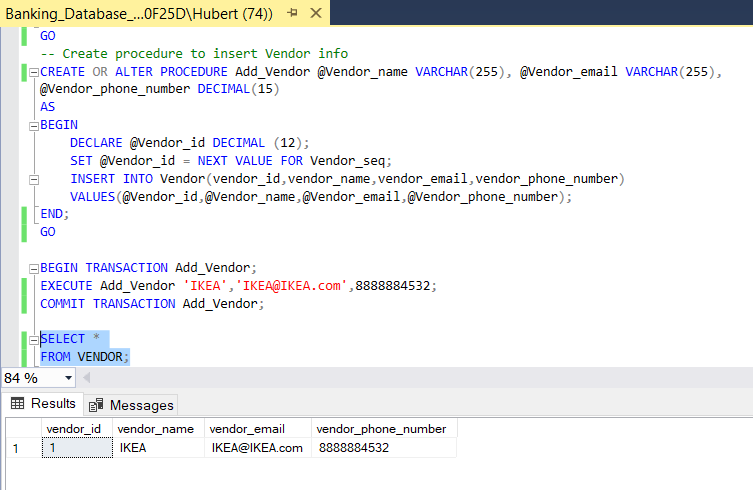 Banking_Database_...0F25D\Hubert (74))
GO
-- Create procedure to insert Vendor info
CREATE OR ALTER PROCEDURE Add_Vendor @Vendor_name VARCHAR(255), @Vendor_email VARCHAR(255),
@Vendor_phone_number DECIMAL(15)
AS
BEGIN
DECLARE @Vendor_id DECIMAL (12);
SET @Vendor_id = NEXT VALUE FOR Vendor_seq;
INSERT INTO Vendor(vendor_id,vendor_name,vendor_email,vendor_phone_number)
VALUES(@Vendor_id,@Vendor_name,@Vendor_email,@Vendor_phone_number);
END;
GO
BEGIN TRANSACTION Add_Vendor;
EXECUTE Add_Vendor 'IKEA','IKEA@IKEA.com',8888884532;
COMMIT TRANSACTION Add_Vendor;
SELECT *
FROM VENDOR;
84 %
Results Messages
vendor_id vendor_name vendor_email vendor_phone_number
1 1 IKEA IKEA@IKEA.com 8888884532